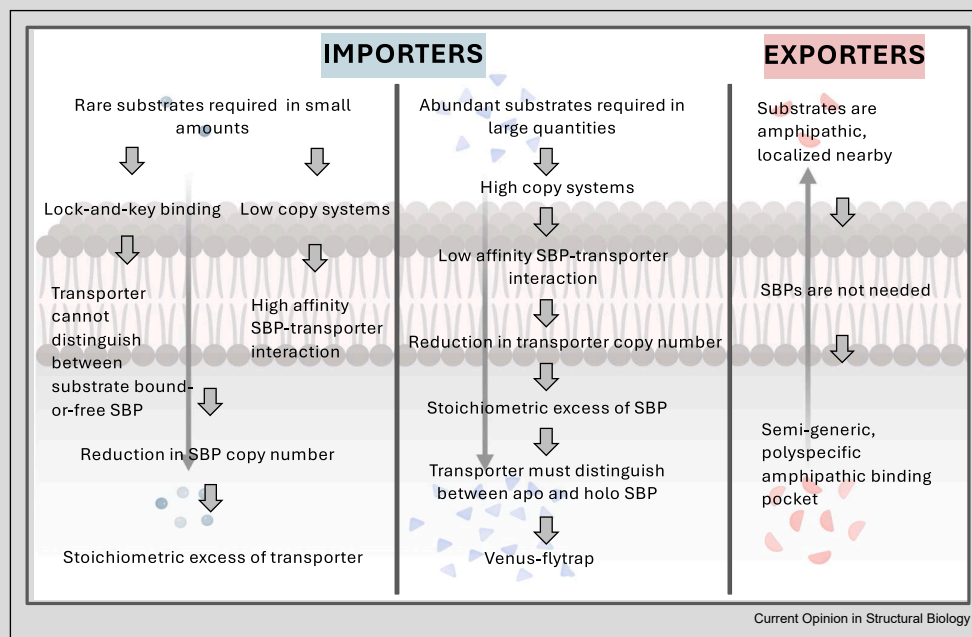 IMPORTERS
EXPORTERS
Rare substrates required in small
amounts
Lock-and-key binding
Low copy systems
Transporter
cannot
distinguish
between
substrate bound-
or-free SBP
High affinity
SBP-transporter
interaction
Reduction in SBP copy number
Stoichiometric excess of transporter
Abundant substrates required in
large quantities
High copy systems
Low affinity SBP-transporter
interaction
Reduction in transporter copy number
Stoichiometric excess of SBP
Transporter must distinguish
between apo and holo SBP
Venus-flytrap
Substrates are
amphipathic,
localized nearby
SBPs are not needed
Semi-generic,
polyspecific
amphipathic binding
pocket
Current Opinion in Structural Biology